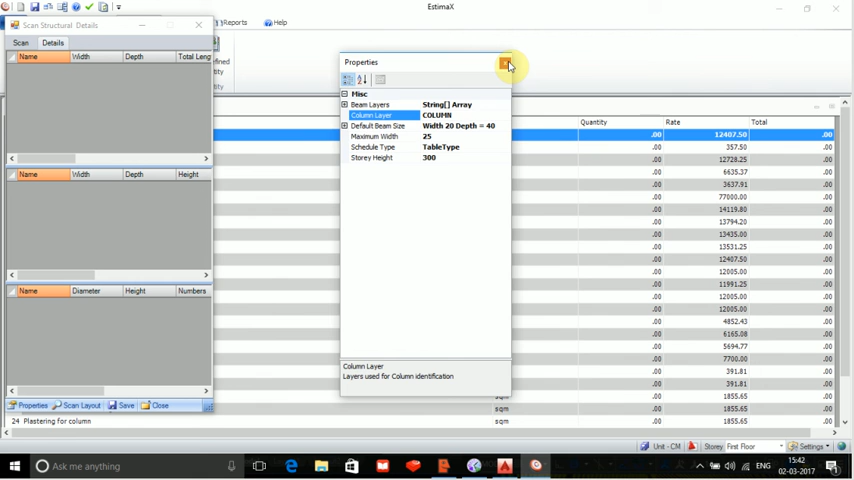 EstimaX
Scan Structural Details
Reports
Help
Scan Details
Name Width Depth Total Leng
Name Width Depth Height
Name Diameter Height Numbers
Properties Scan Layout Save Close
fined
tity
tity
Properties
Misc
Beam Layers String[] Array
Column Layer COLUMN
Default Beam Size Width 20 Depth = 40
Maximum Width 25
Schedule Type TableType
Storey Height 300
Column Layer
Layers used for Column identification
Quantity Rate Total
.00 12407.50 .00
.00 357.50 .00
.00 12728.25 .00
.00 6635.37 .00
.00 3637.91 .00
.00 77000.00 .00
.00 14119.80 .00
.00 13794.20 .00
.00 13435.00 .00
.00 13531.25 .00
.00 12407.50 .00
.00 12005.00 .00
.00 11991.25 .00
.00 12005.00 .00
.00 12005.00 .00
.00 4852.43 .00
.00 6165.08 .00
.00 5694.77 .00
.00 7700.00 .00
.00 391.81 .00
.00 391.81 .00
sqm .00 1855.65 .00
sqm .00 1855.65 .00
24 Plastering for column sqm .00 1855.65 .00
Unit - CM Storey First Floor Settings
Ask me anything
ENG
15:42
02-03-2017